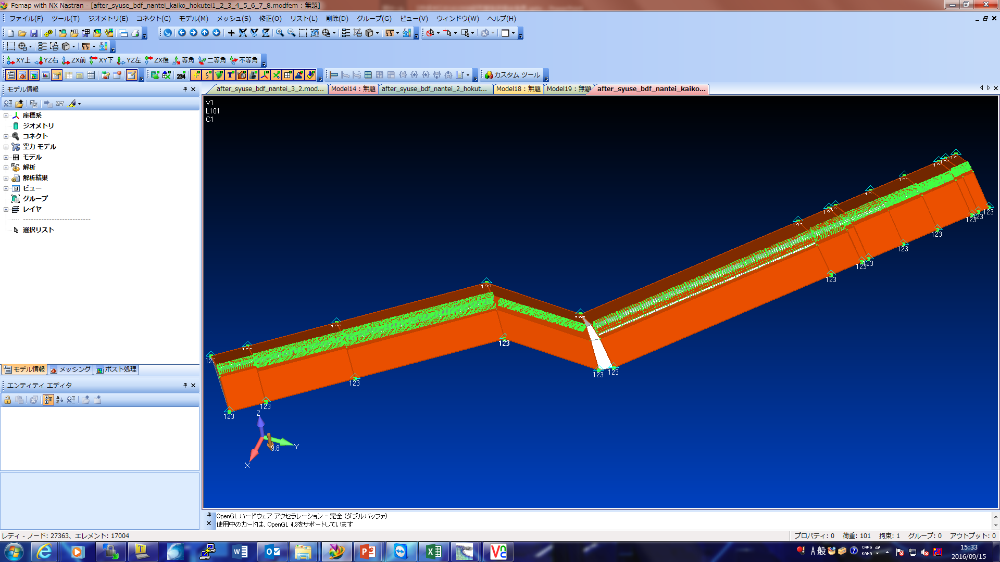 Femap with NX Nastran - [after_syuse_bdf_nantei_kaiko_hokutei1_2_3_4_5_6_7_8.modfem : 無題]
ファイル(F) ツール(T) ジオメトリ(E) コネクト(C) モデル(M) メッシュ(S) 修正(O) リスト(L) 削除(D) グループ(G) ビュー(V) ウィンドウ(W) ヘルプ(H)
XY上 YZ右 ZX前 XY下 YZ左 ZX後 等角 二等角 不等角
234 カスタム ツール
モデル情報
after_syuse_bdf_nantei_3_2.mod... Model14 : 無題 after_syuse_bdf_nantei_2_hokut... Model18 : 無題 Model19 : 無題 after_syuse_bdf_nantei_kaiko...
座標系
ジオメトリ
コネクト
空力 モデル
モデル
解析
解析結果
ビュー
グループ
レイヤ
--------------------------
選択リスト
V1
L101
C1
123
123
123
123
123
123
123
123
123
123
123
123
123
123
Z
Y
X
9.8
モデル情報 メッシング ポスト処理
エンティティ エディタ
OpenGL ハードウェア アクセラレーション - 完全 (ダブルバッファ)
使用中のカードは、OpenGL 4.3をサポートしています
レディ - ノード: 27363、エレメント: 17004 プロパティ: 0 荷重: 101 拘束: 1 グループ: 0 アウトプット: 0
A 般 CAPS KANA
15:33
2016/09/15